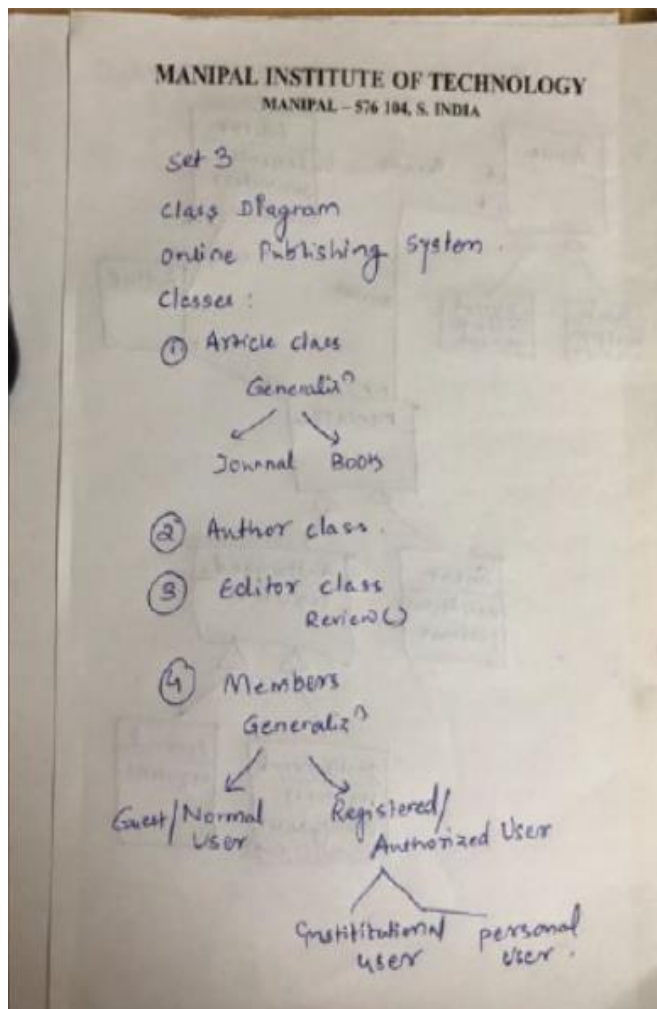 MANIPAL INSTITUTE OF TECHNOLOGY
MANIPAL – 576 104, S. INDIA
Set 3
Class Diagram
Online Publishing System.
Classes :
① Article class
Generalizⁿ
Journal Books
② Author class.
③ Editor class
Review()
④ Members
Generalizⁿ
Guest/Normal User
Registered/Authorized User
Institutional user
personal user.